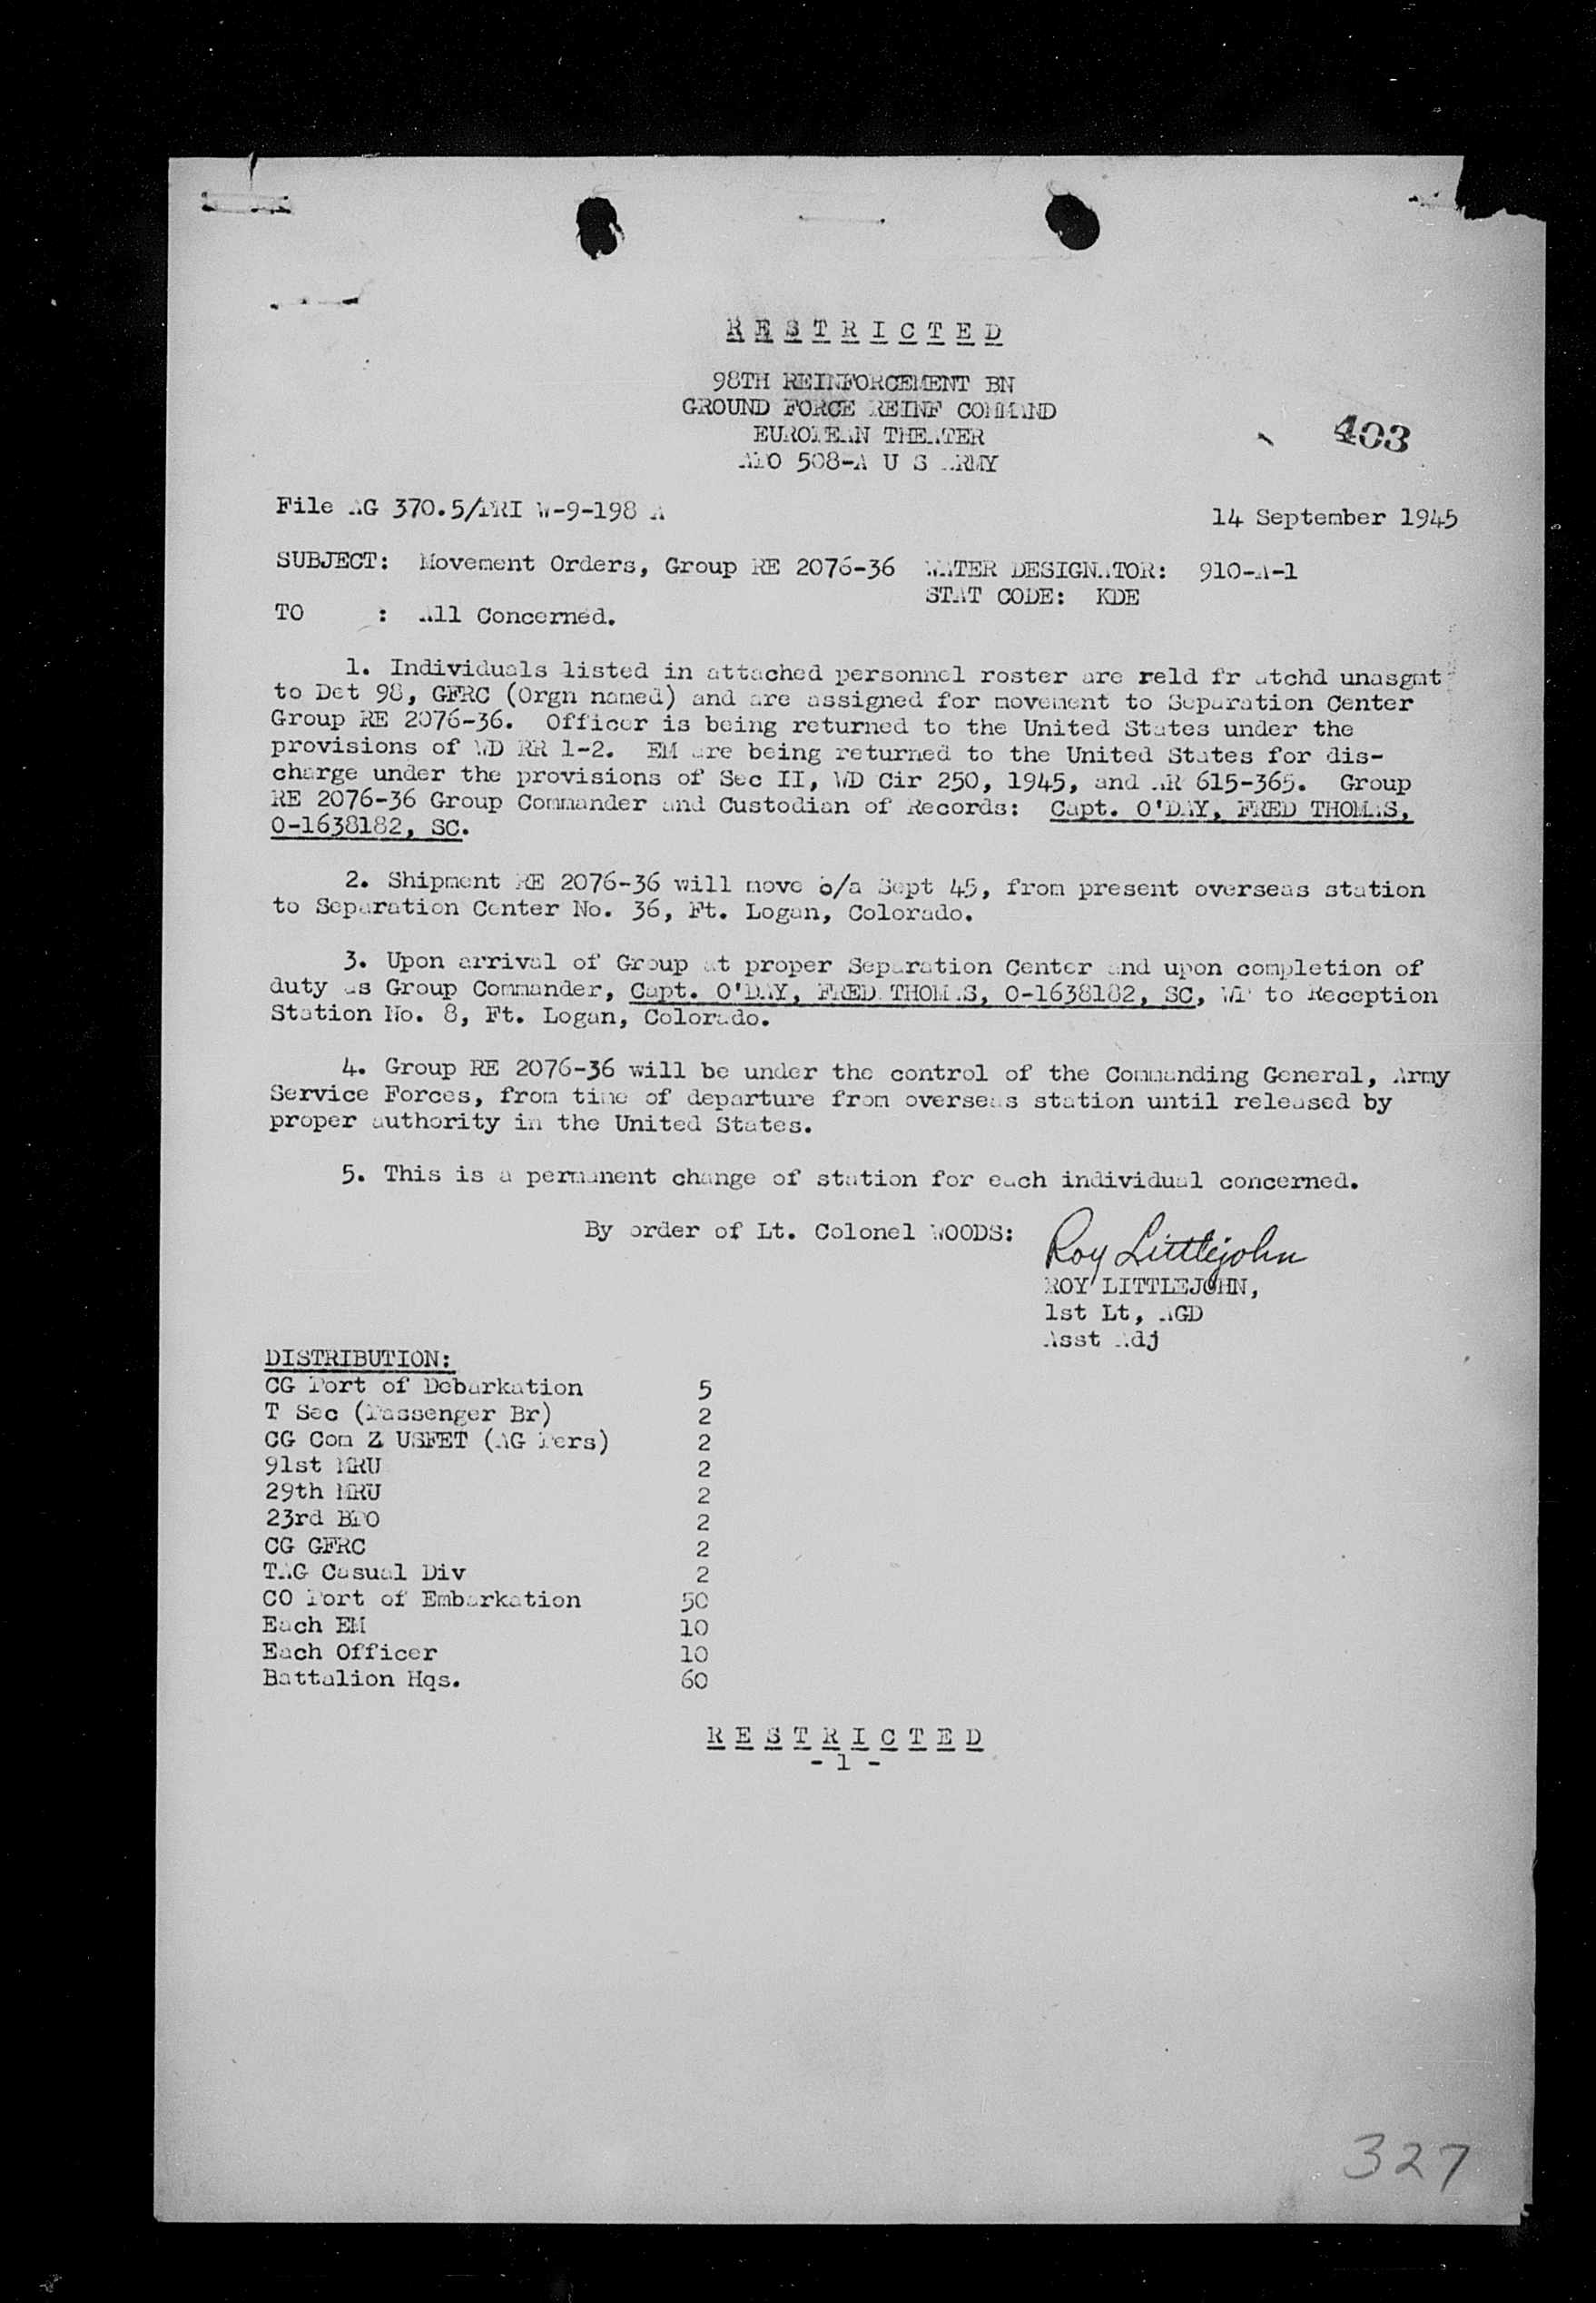 R E S T R I C T E D
98TH REINFORCEMENT BN
GROUND FORCE REINF COMMAND
EUROPEAN THEATER
APO 508-A U S ARMY
403
File AG 370.5/PRI W-9-198 A
14 September 1945
SUBJECT: Movement Orders, Group RE 2076-36 WATER DESIGNATOR: 910-A-1
STAT CODE: KDE
TO : All Concerned.
1. Individuals listed in attached personnel roster are reld fr atchd unasgmt
to Det 98, GFRC (Orgn named) and are assigned for movement to Separation Center
Group RE 2076-36. Officer is being returned to the United States under the
provisions of WD RR 1-2. EM are being returned to the United States for dis-
charge under the provisions of Sec II, WD Cir 250, 1945, and AR 615-365. Group
RE 2076-36 Group Commander and Custodian of Records: Capt. O'DAY, FRED THOMAS,
O-1638182, SC.
2. Shipment RE 2076-36 will move o/a Sept 45, from present overseas station
to Separation Center No. 36, Ft. Logan, Colorado.
3. Upon arrival of Group at proper Separation Center and upon completion of
duty as Group Commander, Capt. O'DAY, FRED THOMAS, O-1638182, SC, WP to Reception
Station No. 8, Ft. Logan, Colorado.
4. Group RE 2076-36 will be under the control of the Commanding General, Army
Service Forces, from time of departure from overseas station until released by
proper authority in the United States.
5. This is a permanent change of station for each individual concerned.
By order of Lt. Colonel WOODS:
Roy Littlejohn
ROY LITTLEJOHN,
1st Lt, AGD
Asst Adj
DISTRIBUTION:
CG Port of Debarkation 5
T Sec (Passenger Br) 2
CG Com Z USFET (AG Pers) 2
91st MRU 2
29th MRU 2
23rd BPO 2
CG GFRC 2
TAG Casual Div 2
CO Port of Embarkation 50
Each EM 10
Each Officer 10
Battalion Hqs. 60
R E S T R I C T E D
- 1 -
327